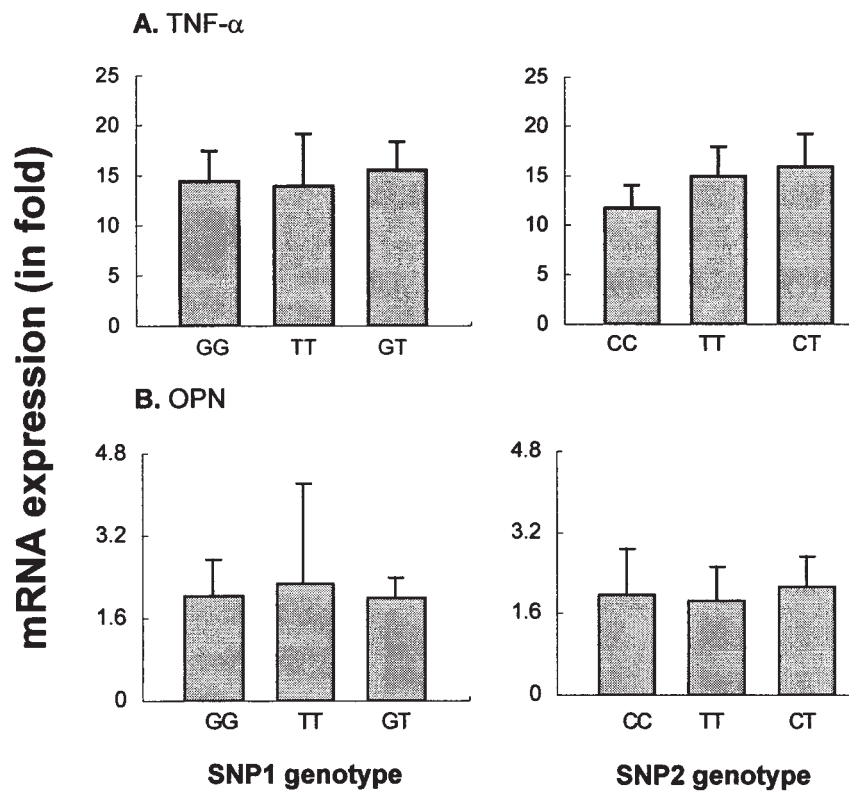 A. TNF-α
mRNA expression (in fold)
25
20
15
10
5
0
GG TT GT
25
20
15
10
5
0
CC TT CT
B. OPN
4.8
3.2
1.6
0
GG TT GT
SNP1 genotype
4.8
3.2
1.6
0
CC TT CT
SNP2 genotype